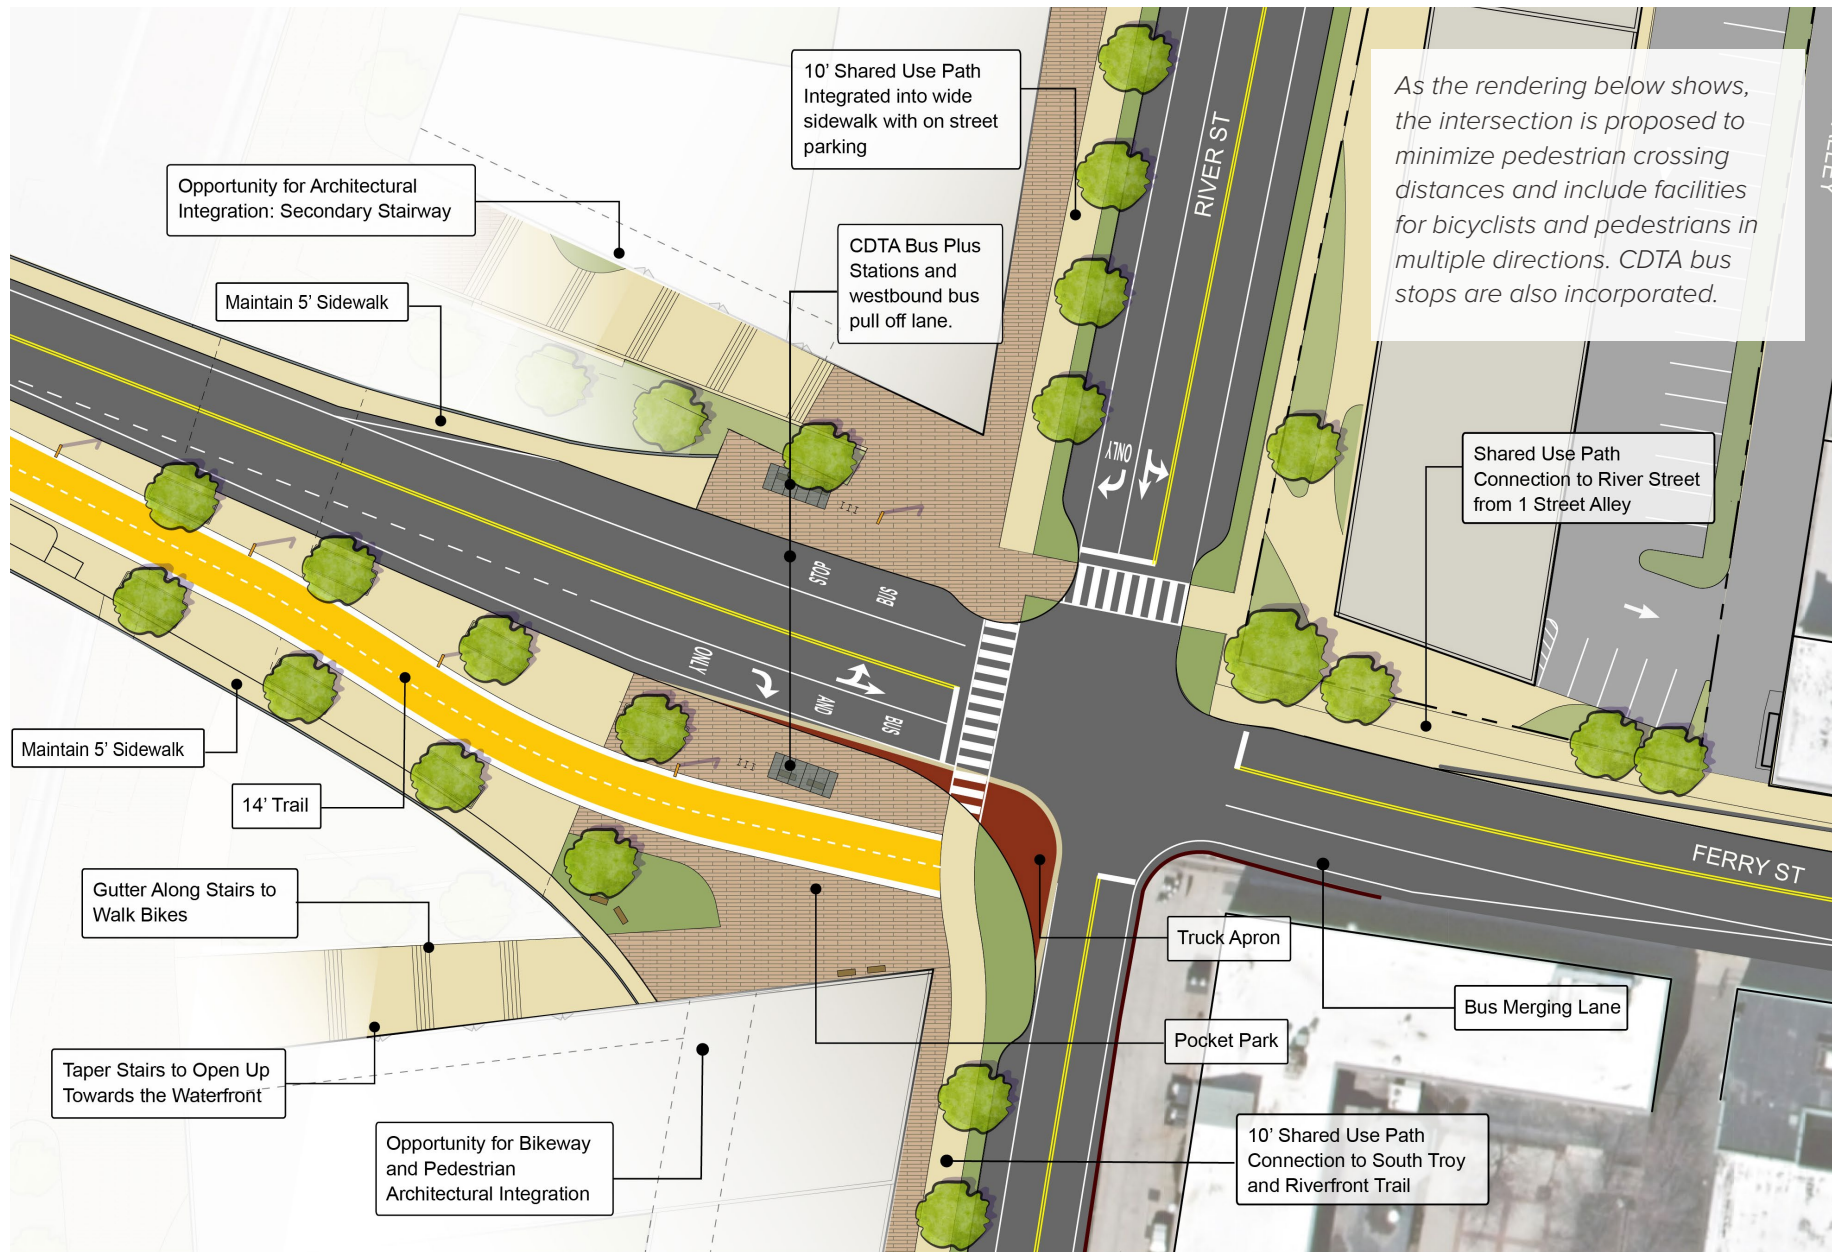 10’ Shared Use Path
Integrated into wide
sidewalk with on street
parking
As the rendering below shows,
the intersection is proposed to
minimize pedestrian crossing
distances and include facilities
for bicyclists and pedestrians in
multiple directions. CDTA bus
stops are also incorporated.
RIVER ST
ALLEY
Opportunity for Architectural
Integration: Secondary Stairway
CDTA Bus Plus
Stations and
westbound bus
pull off lane.
Maintain 5’ Sidewalk
ONLY
Shared Use Path
Connection to River Street
from 1 Street Alley
STOP
BUS
ONLY
AND
BUS
Maintain 5’ Sidewalk
14’ Trail
FERRY ST
Gutter Along Stairs to
Walk Bikes
Truck Apron
Bus Merging Lane
Pocket Park
Taper Stairs to Open Up
Towards the Waterfront
Opportunity for Bikeway
and Pedestrian
Architectural Integration
10’ Shared Use Path
Connection to South Troy
and Riverfront Trail